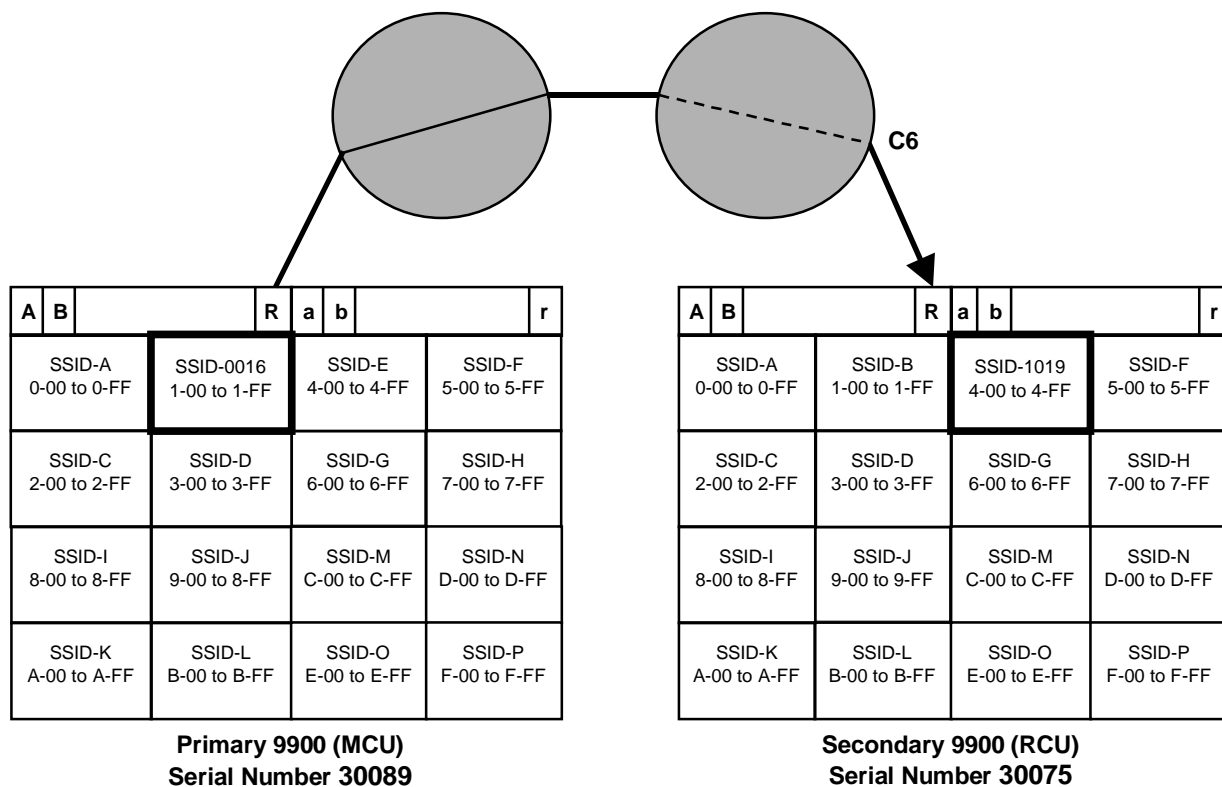 C6
A B R a b r
SSID-A SSID-0016 SSID-E SSID-F
0-00 to 0-FF 1-00 to 1-FF 4-00 to 4-FF 5-00 to 5-FF
SSID-C SSID-D SSID-G SSID-H
2-00 to 2-FF 3-00 to 3-FF 6-00 to 6-FF 7-00 to 7-FF
SSID-I SSID-J SSID-M SSID-N
8-00 to 8-FF 9-00 to 8-FF C-00 to C-FF D-00 to D-FF
SSID-K SSID-L SSID-O SSID-P
A-00 to A-FF B-00 to B-FF E-00 to E-FF F-00 to F-FF
Primary 9900 (MCU)
Serial Number 30089
A B R a b r
SSID-A SSID-B SSID-1019 SSID-F
0-00 to 0-FF 1-00 to 1-FF 4-00 to 4-FF 5-00 to 5-FF
SSID-C SSID-D SSID-G SSID-H
2-00 to 2-FF 3-00 to 3-FF 6-00 to 6-FF 7-00 to 7-FF
SSID-I SSID-J SSID-M SSID-N
8-00 to 8-FF 9-00 to 9-FF C-00 to C-FF D-00 to D-FF
SSID-K SSID-L SSID-O SSID-P
A-00 to A-FF B-00 to B-FF E-00 to E-FF F-00 to F-FF
Secondary 9900 (RCU)
Serial Number 30075